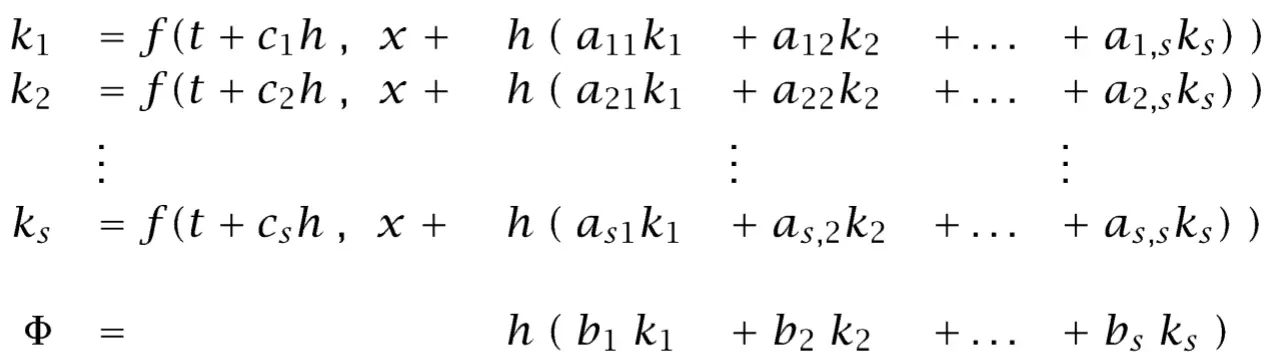 k₁ = f(t + c₁h , x + h ( a₁₁k₁ + a₁₂k₂ +... + a₁,ₛkₛ) )
k₂ = f(t + c₂h , x + h ( a₂₁k₁ + a₂₂k₂ +... + a₂,ₛkₛ) )
⋮ ⋮ ⋮
kₛ = f(t + cₛh , x + h ( aₛ₁k₁ + aₛ,₂k₂ +... + aₛ,ₛkₛ) )
Φ = h ( b₁ k₁ + b₂ k₂ +... + bₛ kₛ )